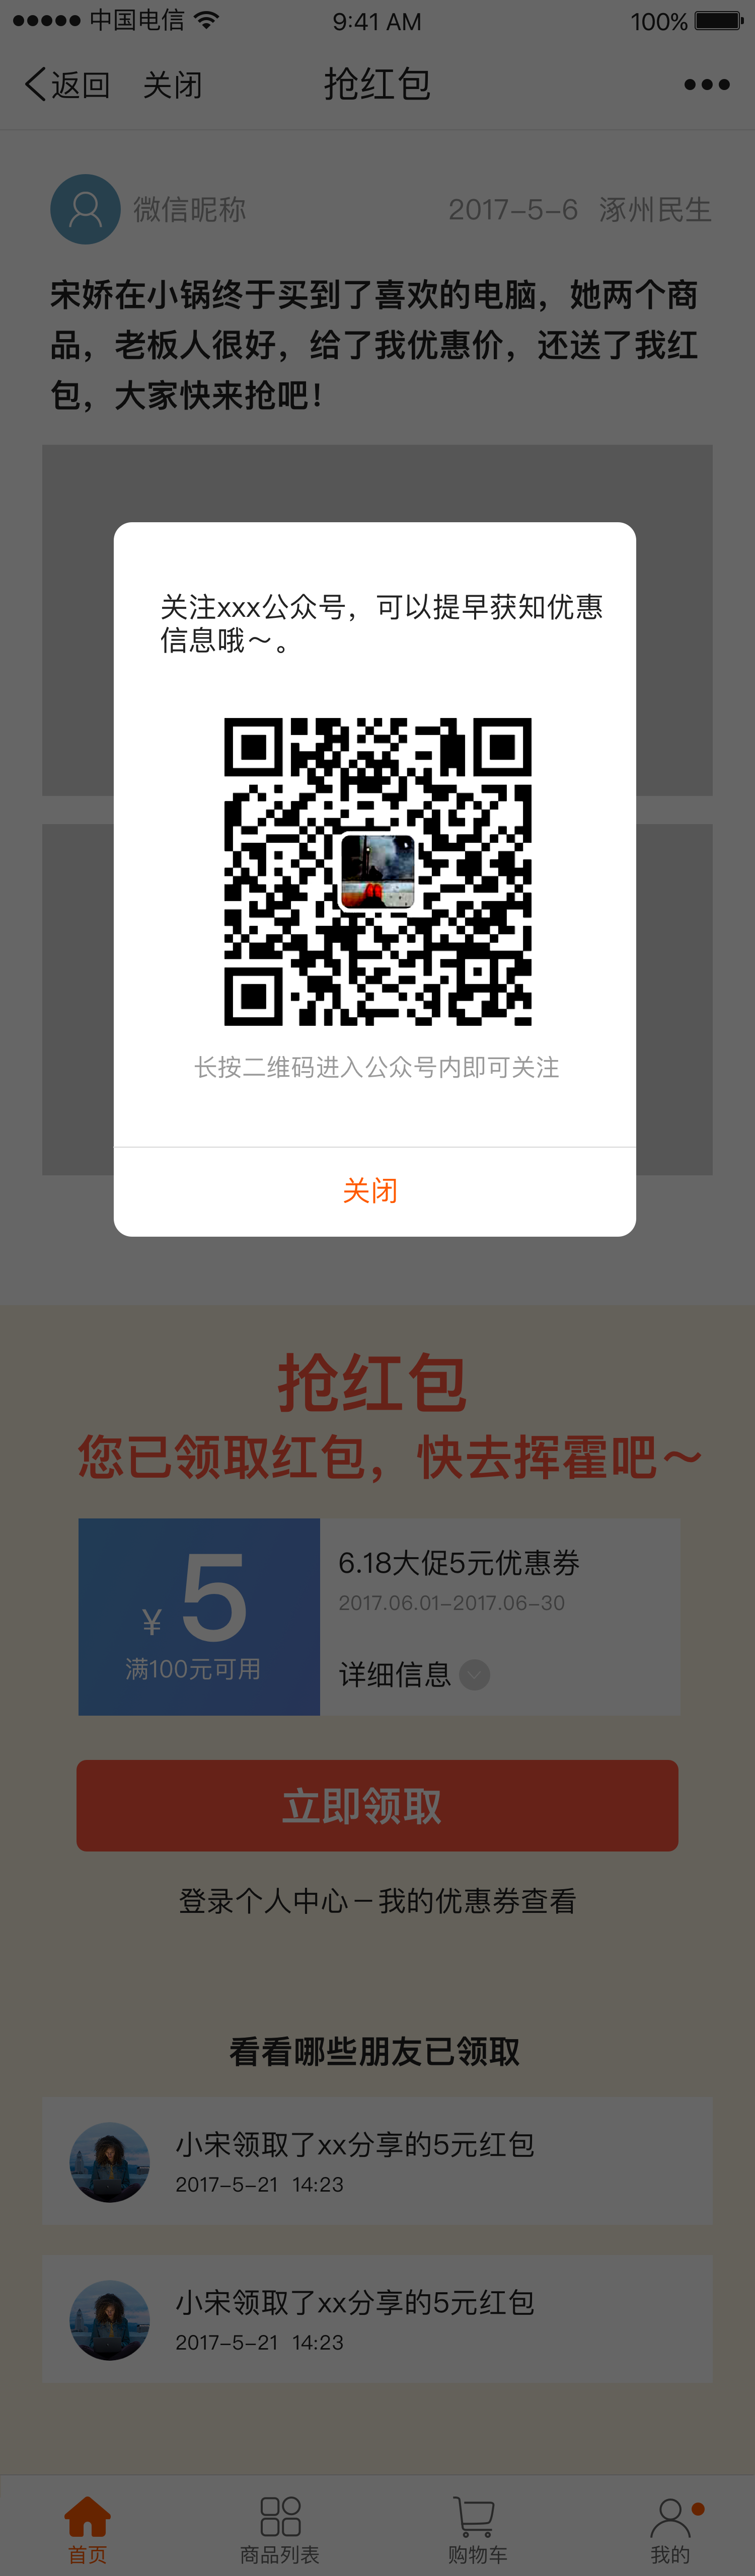 中国电信 9:41 AM 100%
返回 关闭 抢红包
微信昵称 2017-5-6 涿州民生
宋娇在小锅终于买到了喜欢的电脑，她两个商
品，老板人很好，给了我优惠价，还送了我红
包，大家快来抢吧！
关注xxx公众号，可以提早获知优惠
信息哦～。
长按二维码进入公众号内即可关注
关闭
抢红包
您已领取红包，快去挥霍吧～
¥ 5
满100元可用
6.18大促5元优惠券
2017.06.01-2017.06-30
详细信息
立即领取
登录个人中心－我的优惠券查看
看看哪些朋友已领取
小宋领取了xx分享的5元红包
2017-5-21 14:23
小宋领取了xx分享的5元红包
2017-5-21 14:23
首页 商品列表 购物车 我的